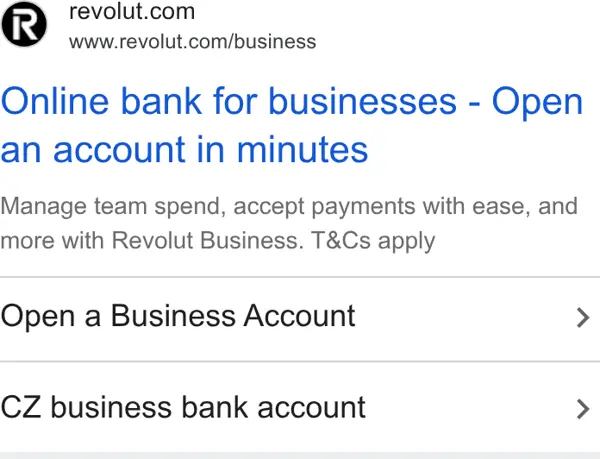 R
revolut.com
www.revolut.com/business
Online bank for businesses - Open
an account in minutes
Manage team spend, accept payments with ease, and
more with Revolut Business. T&Cs apply
Open a Business Account
CZ business bank account